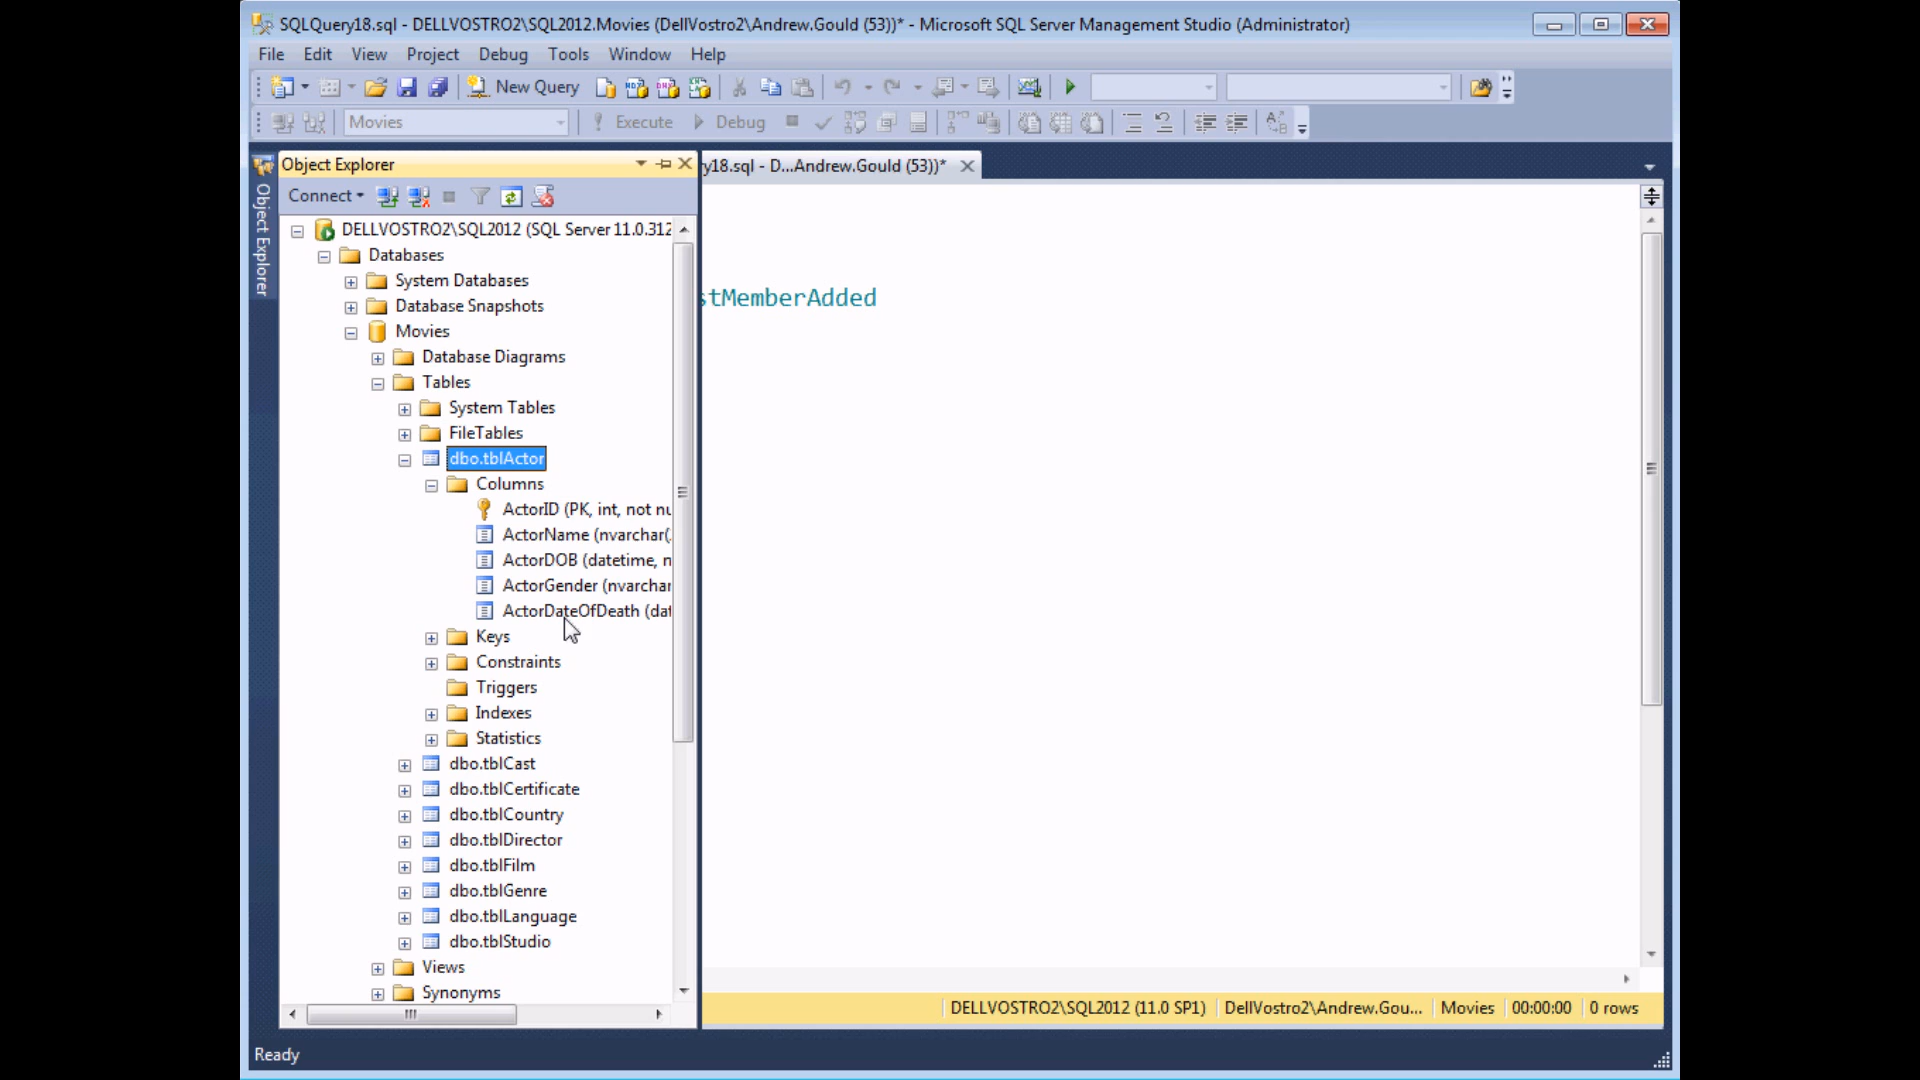 SQLQuery18.sql - DELLVOSTRO2\SQL2012.Movies (DellVostro2\Andrew.Gould (53))* - Microsoft SQL Server Management Studio (Administrator)
File Edit View Project Debug Tools Window Help
New Query
Movies Execute Debug
Object Explorer
Object Explorer
y18.sql - D...Andrew.Gould (53))*
Connect
DELLVOSTRO2\SQL2012 (SQL Server 11.0.312
Databases
System Databases
stMemberAdded
Database Snapshots
Movies
Database Diagrams
Tables
System Tables
FileTables
dbo.tblActor
Columns
ActorID (PK, int, not nu
ActorName (nvarchar(
ActorDOB (datetime, n
ActorGender (nvarchar
ActorDateOfDeath (dat
Keys
Constraints
Triggers
Indexes
Statistics
dbo.tblCast
dbo.tblCertificate
dbo.tblCountry
dbo.tblDirector
dbo.tblFilm
dbo.tblGenre
dbo.tblLanguage
dbo.tblStudio
Views
Synonyms
DELLVOSTRO2\SQL2012 (11.0 SP1) DellVostro2\Andrew.Gou... Movies 00:00:00 0 rows
Ready